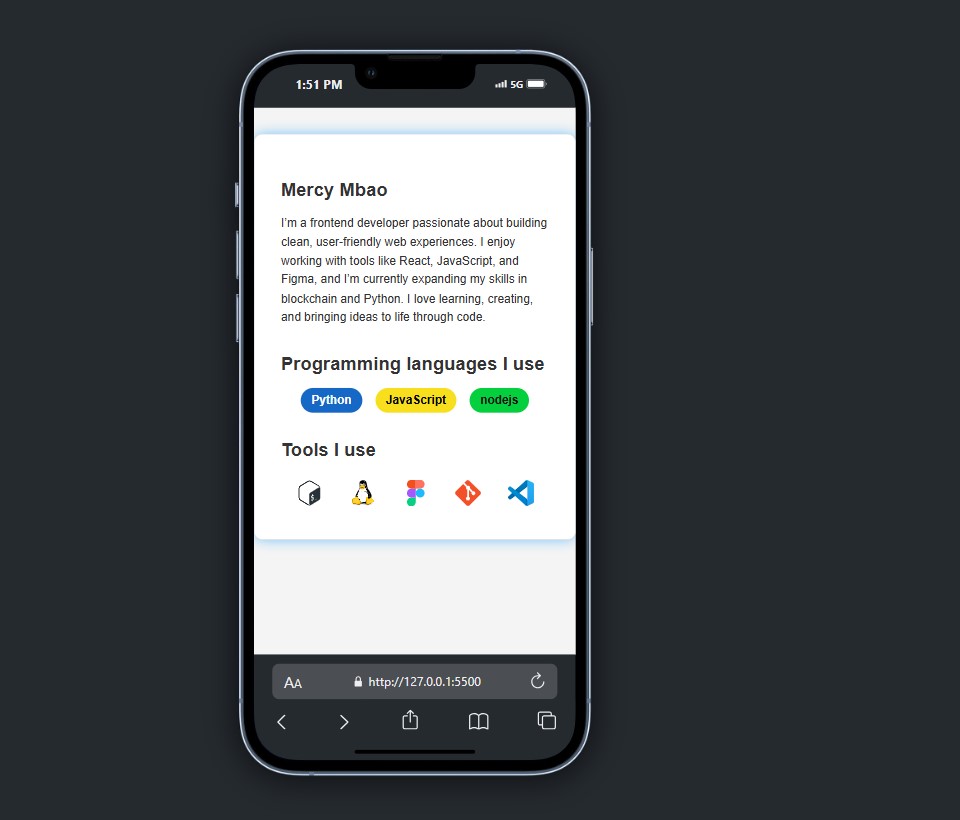 1:51 PM
5G
Mercy Mbao
I'm a frontend developer passionate about building
clean, user-friendly web experiences. I enjoy
working with tools like React, JavaScript, and
Figma, and I'm currently expanding my skills in
blockchain and Python. I love learning, creating,
and bringing ideas to life through code.
Programming languages I use
Python JavaScript nodejs
Tools I use
$
AA http://127.0.0.1:5500